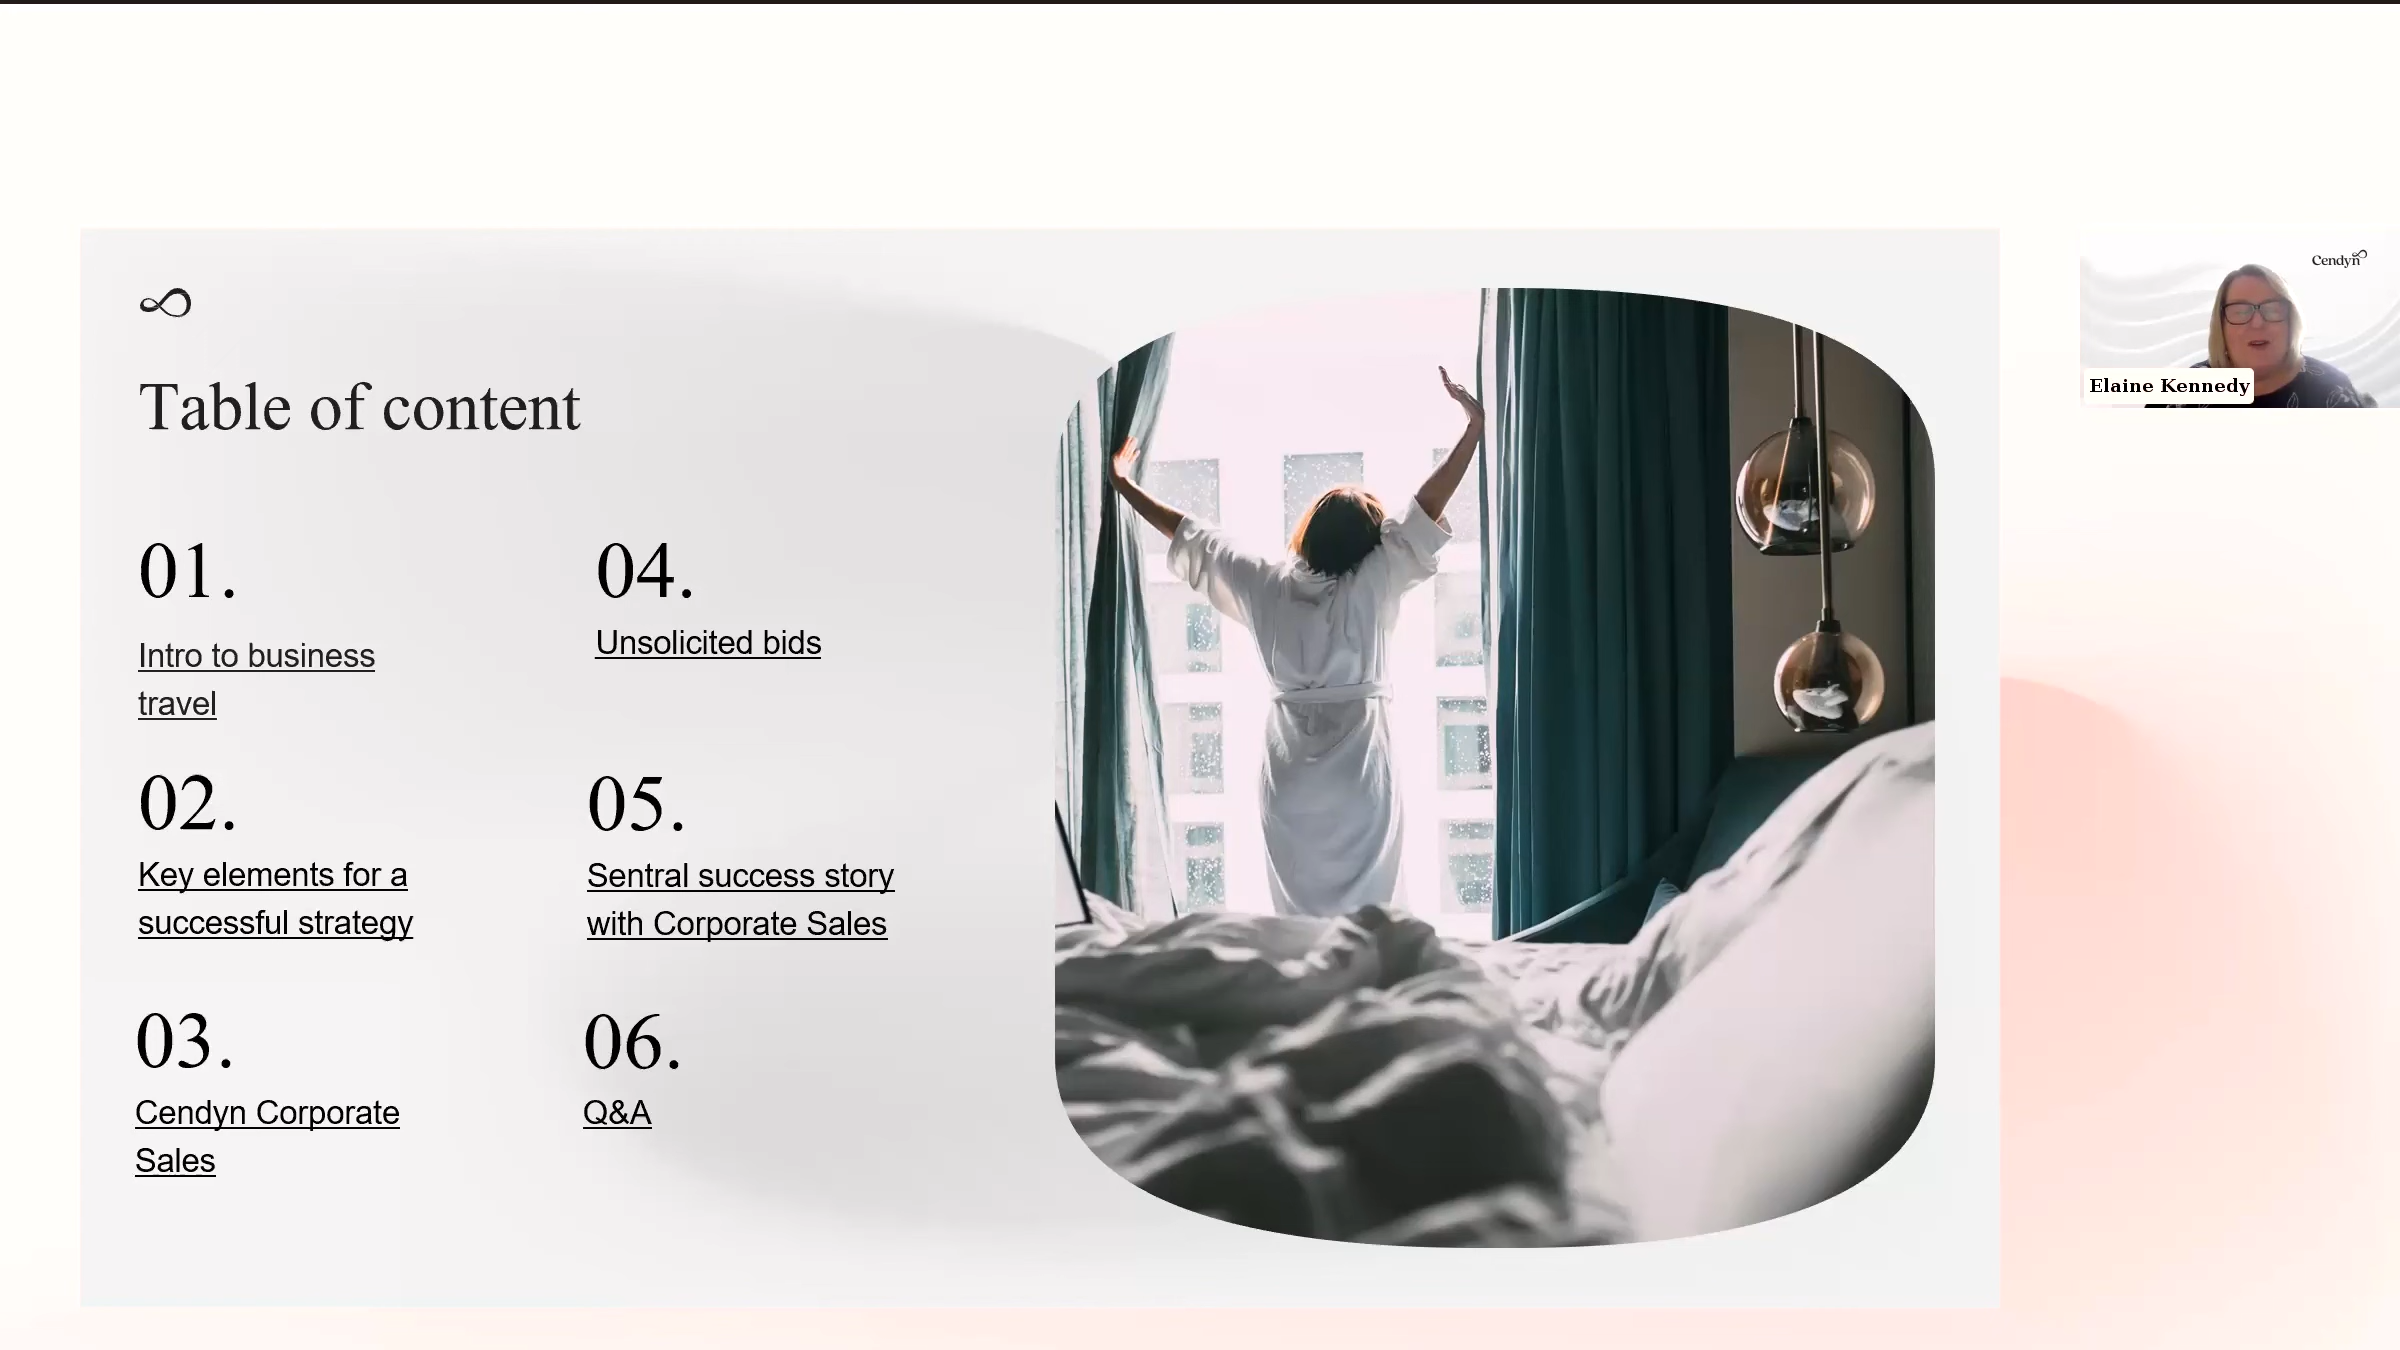 Table of content
01.
Intro to business
travel
02.
Key elements for a
successful strategy
03.
Cendyn Corporate
Sales
04.
Unsolicited bids
05.
Sentral success story
with Corporate Sales
06.
Q&A
Cendyn
Elaine Kennedy